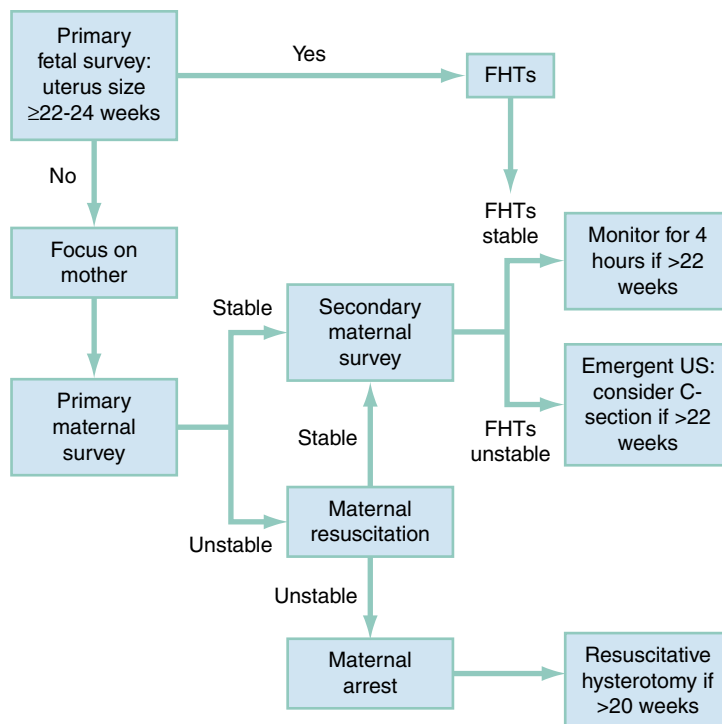 Primary
fetal survey:
uterus size
≥22-24 weeks
Yes
FHTs
No
FHTs
stable
Focus on
mother
Monitor for 4
hours if >22
weeks
Stable
Secondary
maternal
survey
Primary
maternal
survey
Emergent US:
consider C-
section if >22
weeks
Stable
FHTs
unstable
Unstable
Maternal
resuscitation
Unstable
Maternal
arrest
Resuscitative
hysterotomy if
>20 weeks